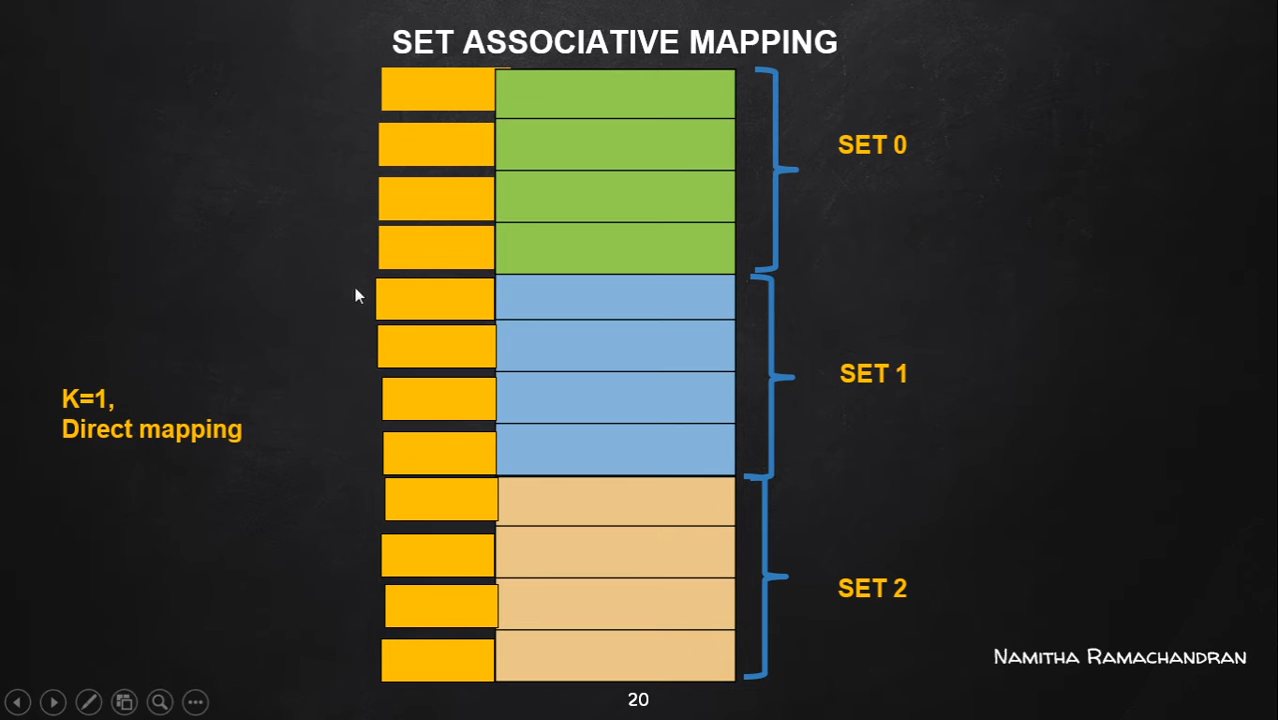 SET ASSOCIATIVE MAPPING
SET 0
SET 1
K=1,
Direct mapping
SET 2
NAMITHA RAMACHANDRAN
20